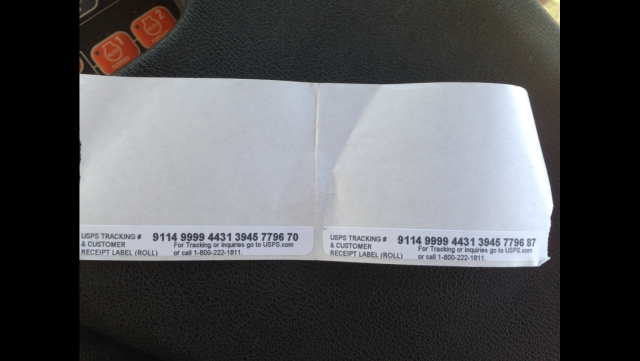 1
2
USPS TRACKING # 9114 9999 4431 3945 7796 70
& CUSTOMER For Tracking or inquiries go to USPS.com
RECEIPT LABEL (ROLL) or call 1-800-222-1811.
USPS TRACKING # 9114 9999 4431 3945 7796 87
& CUSTOMER For Tracking or inquiries go to USPS.com
RECEIPT LABEL (ROLL) or call 1-800-222-1811.